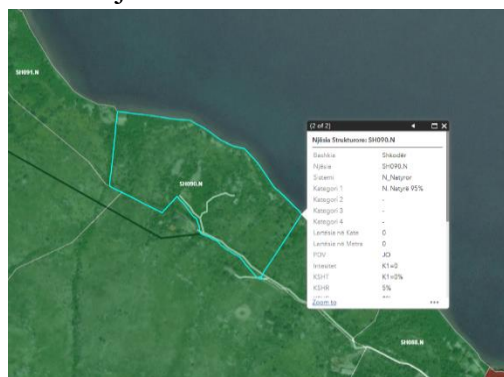 SH091.N
SH090.N
SH088.N
(2 of 2)
Njësia Strukturore: SH090.N
Bashkia Shkodër
Njësia SH090.N
Sistemi N_Natyror
Kategori 1 N. Natyrë 95%
Kategori 2 -
Kategori 3 -
Kategori 4 -
Lartësia në Kate 0
Lartësia në Metra 0
PDV JO
Intesitet K1=0
KSHT K1=0%
KSHR 5%
Zoom to